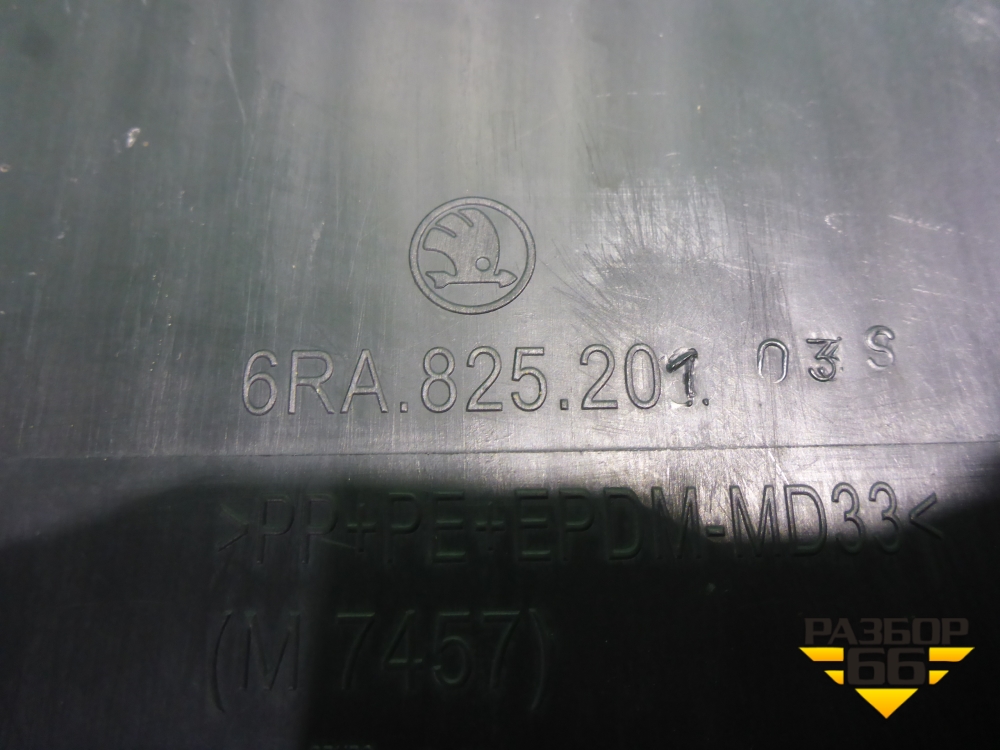 6RA.825.201. 03 S
>PP+PE+EPDM-MD33<
(M 7457)
РАЗБОР
66